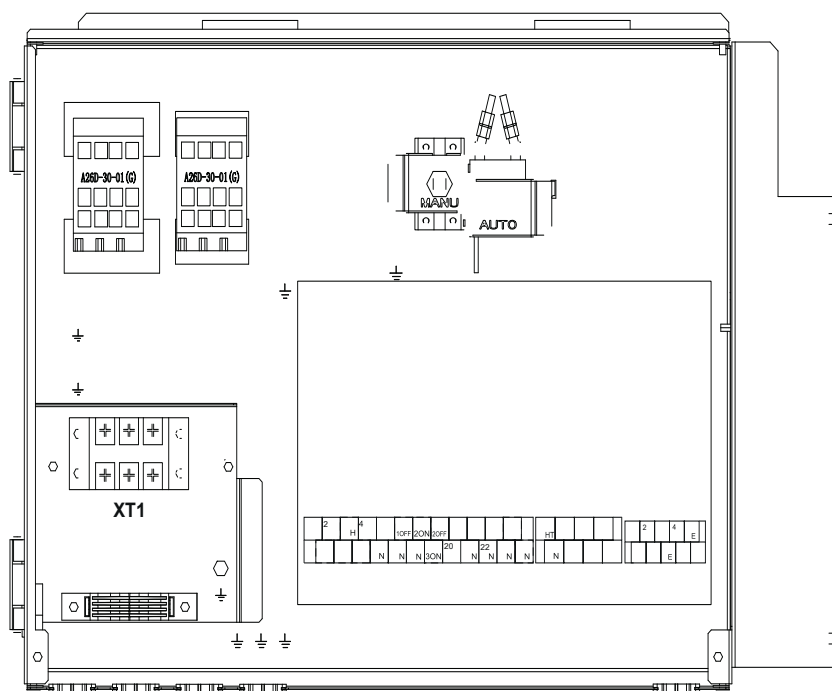 A26D-30-01(G) A26D-30-01(G)
MANU
AUTO
XT1
2 4
H 1OFF 2ON 2OFF
20 22
N N N 3ON N N N N
HT
N
2 4
E
E